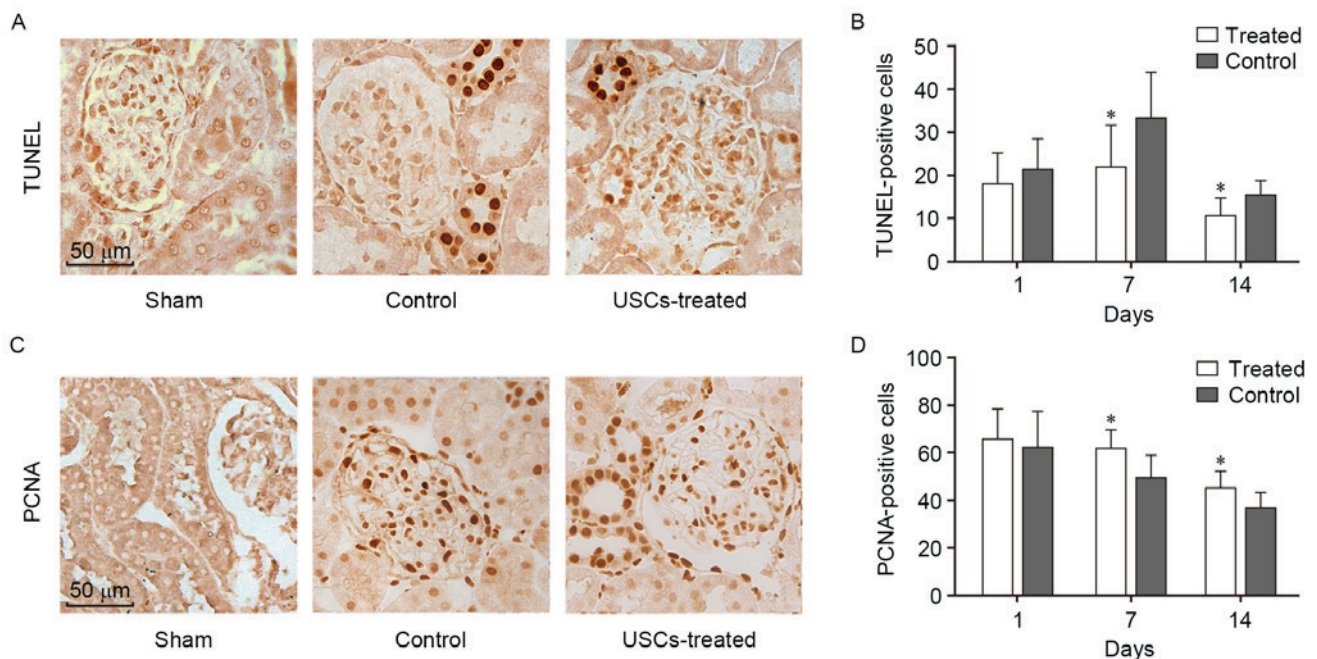 A
TUNEL
50 μm
Sham
Control
USCs-treated
B
TUNEL-positive cells
50
40
30
20
10
0
Treated
Control
*
*
1
7
14
Days
C
PCNA
50 μm
Sham
Control
USCs-treated
D
PCNA-positive cells
100
80
60
40
60
0
Treated
Control
*
*
1
7
14
Days